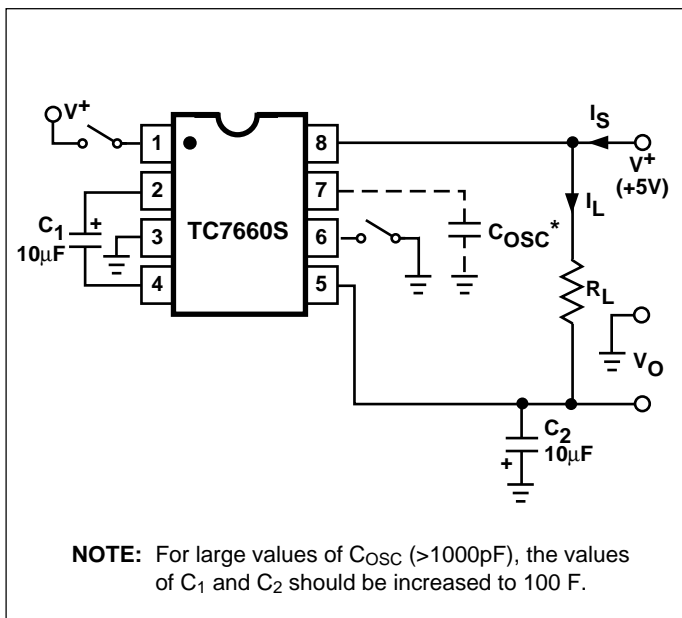 V+
IS
1
8
V+
(+5V)
2
7
IL
C1
+
10µF
3
TC7660S
6
COSC*
4
5
RL
VO
C2
10µF
+
NOTE: For large values of COSC (>1000pF), the values
of C1 and C2 should be increased to 100 F.